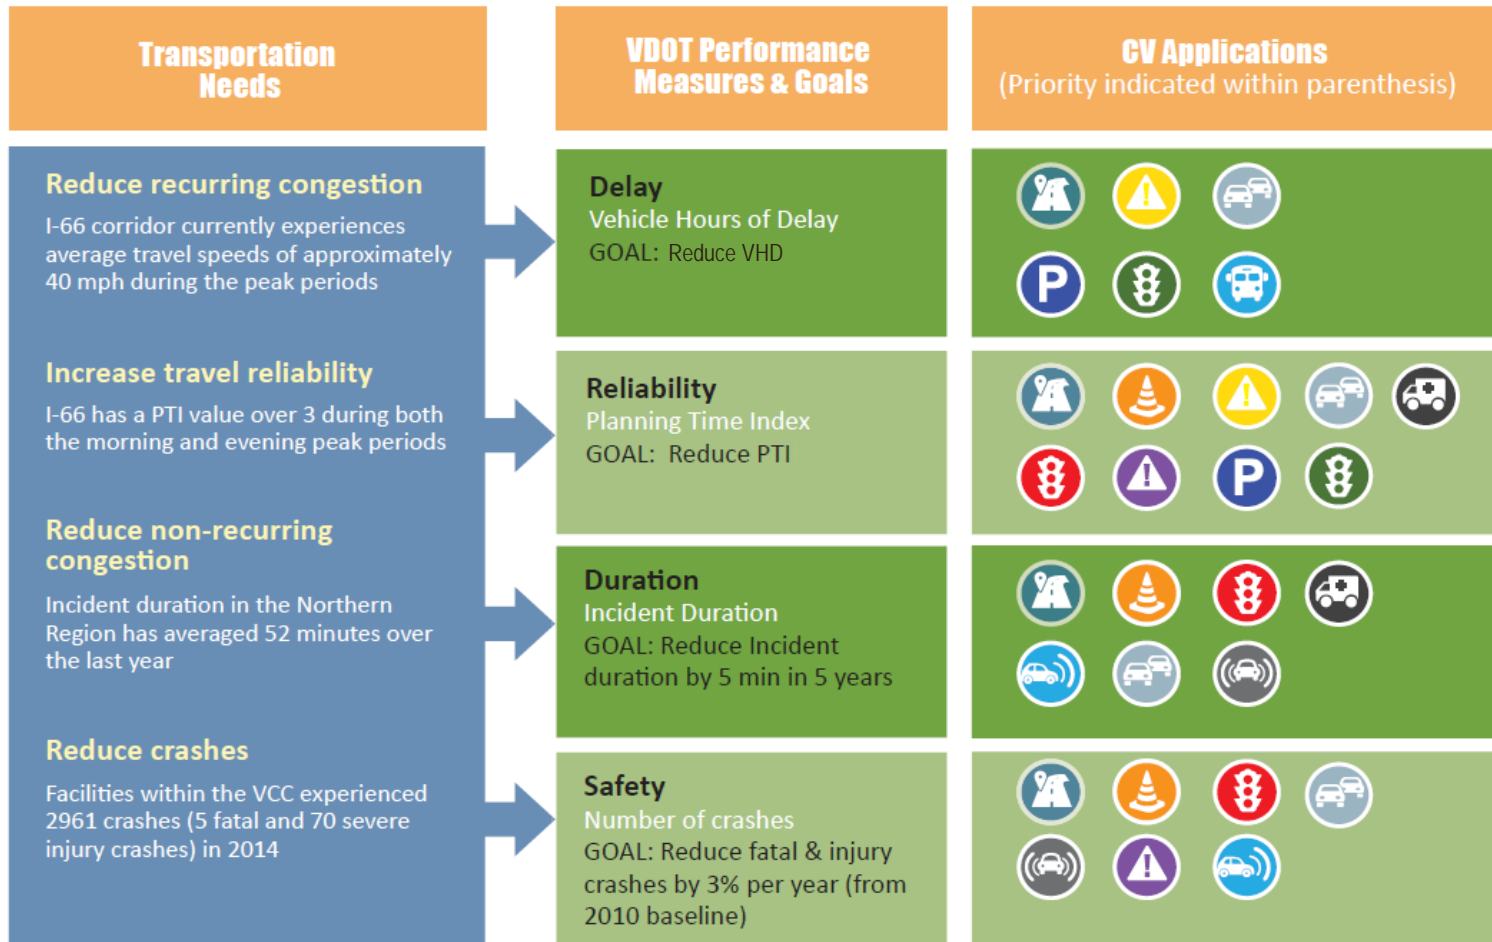 Transportation
Needs
VDOT Performance
Measures & Goals
CV Applications
(Priority indicated within parenthesis)
Reduce recurring congestion
I-66 corridor currently experiences
average travel speeds of approximately
40 mph during the peak periods
Delay
Vehicle Hours of Delay
GOAL: Reduce VHD
P
Increase travel reliability
I-66 has a PTI value over 3 during both
the morning and evening peak periods
Reliability
Planning Time Index
GOAL: Reduce PTI
P
Reduce non-recurring
congestion
Incident duration in the Northern
Region has averaged 52 minutes over
the last year
Duration
Incident Duration
GOAL: Reduce Incident
duration by 5 min in 5 years
Reduce crashes
Facilities within the VCC experienced
2961 crashes (5 fatal and 70 severe
injury crashes) in 2014
Safety
Number of crashes
GOAL: Reduce fatal & injury
crashes by 3% per year (from
2010 baseline)